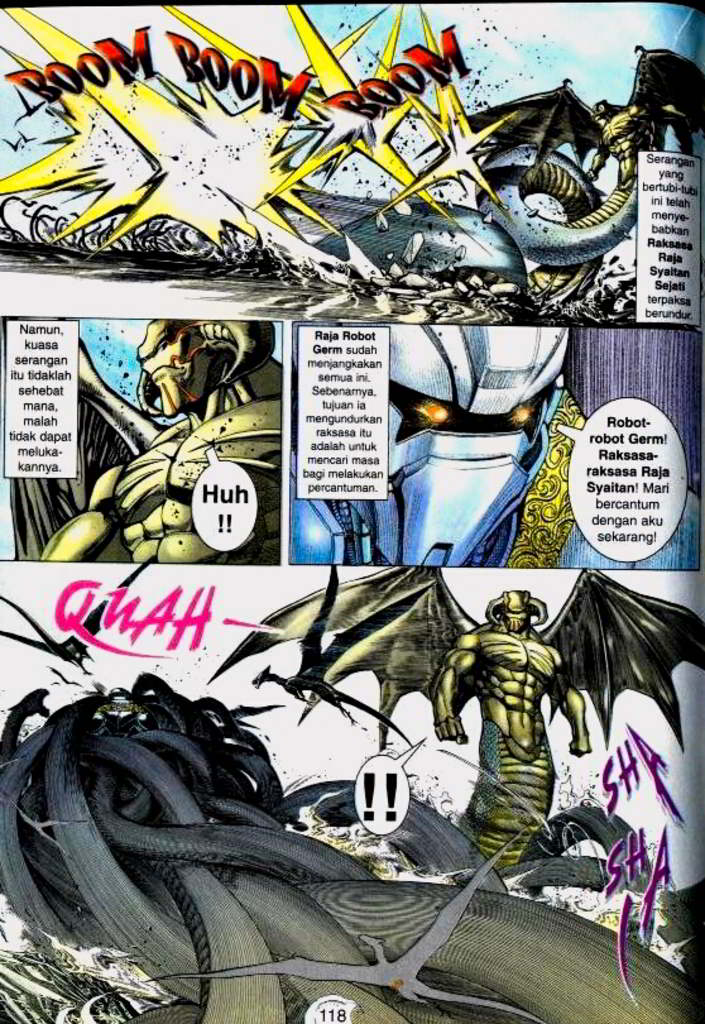 BOOM BOOM BOOM BOOM
Serangan
yang
bertubi-tubi
ini telah
menye-
babkan
Raksasa
Raja
Syaitan
Sejati
terpaksa
berundur.
Namun,
kuasa
serangan
itu tidaklah
sehebat
mana,
malah
tidak dapat
meluka-
kannya.
Huh
!!
Raja Robot
Germ sudah
menjangkakan
semua ini.
Sebenarnya,
tujuan ia
mengundurkan
raksasa itu
adalah untuk
mencari masa
bagi melakukan
percantuman.
Robot-
robot Germ!
Raksasa-
raksasa Raja
Syaitan! Mari
bercantum
dengan aku
sekarang!
QUAH
!!
SHA
SHA
118